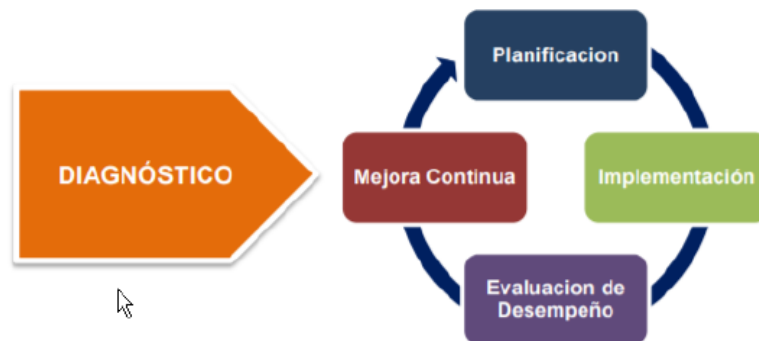 Planificacion
DIAGNÓSTICO
Mejora Continua
Implementación
Evaluacion de
Desempeño